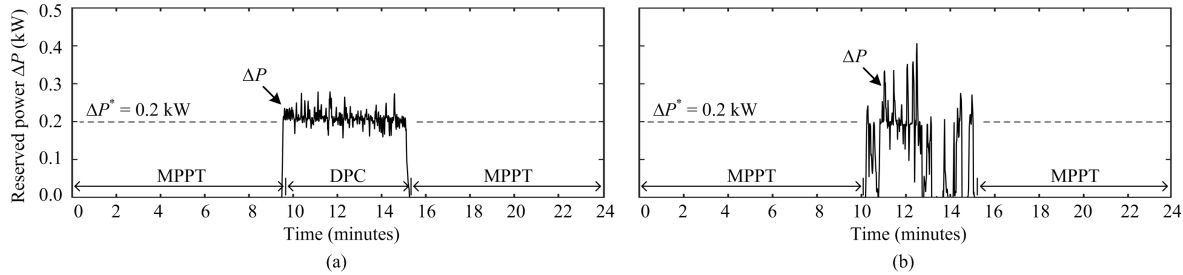 Reserved power ΔP (kW)
0.5
0.4
0.3
0.2
0.1
0.0
ΔP
ΔP* = 0.2 kW
MPPT
DPC
MPPT
0 2 4 6 8 10 12 14 16 18 20 22 24
Time (minutes)
(a)
ΔP
ΔP* = 0.2 kW
MPPT
MPPT
0 2 4 6 8 10 12 14 16 18 20 22 24
Time (minutes)
(b)